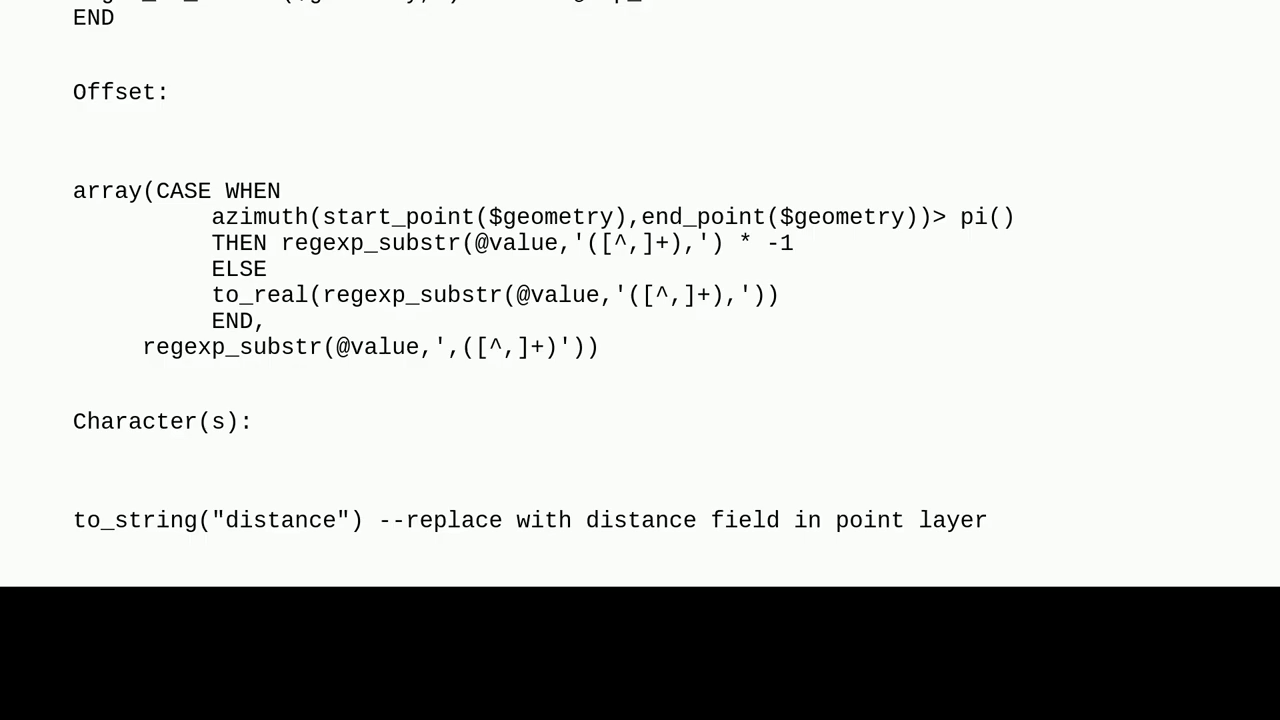 END
Offset:
array(CASE WHEN
azimuth(start_point($geometry),end_point($geometry))> pi()
THEN regexp_substr(@value,'([^,]+),') * -1
ELSE
to_real(regexp_substr(@value,'([^,]+),'))
END,
regexp_substr(@value,',([^,]+)'))
Character(s):
to_string("distance") --replace with distance field in point layer